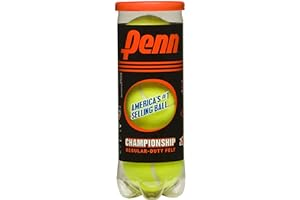 Penn
AMERICA'S #1
SELLING BALL
CHAMPIONSHIP
REGULAR-DUTY FELT